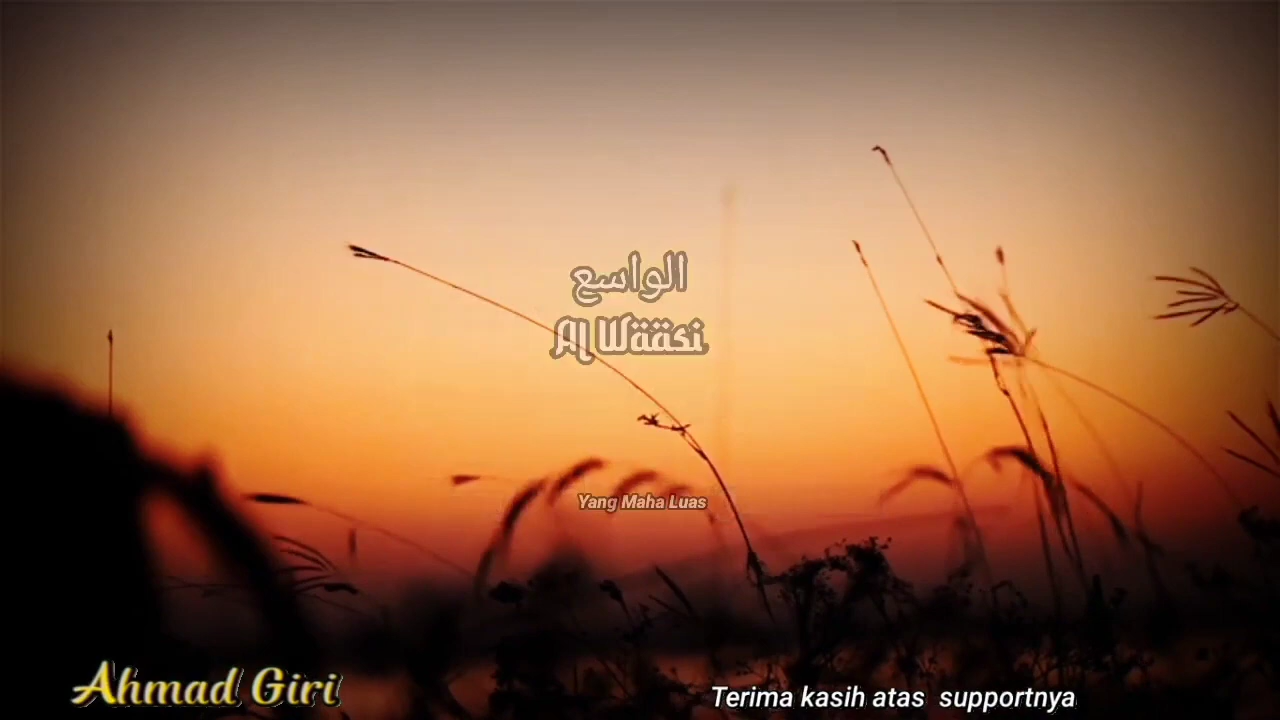 الواسع
Al Waasi
Yang Maha Luas
Ahmad Giri
Terima kasih atas supportnya